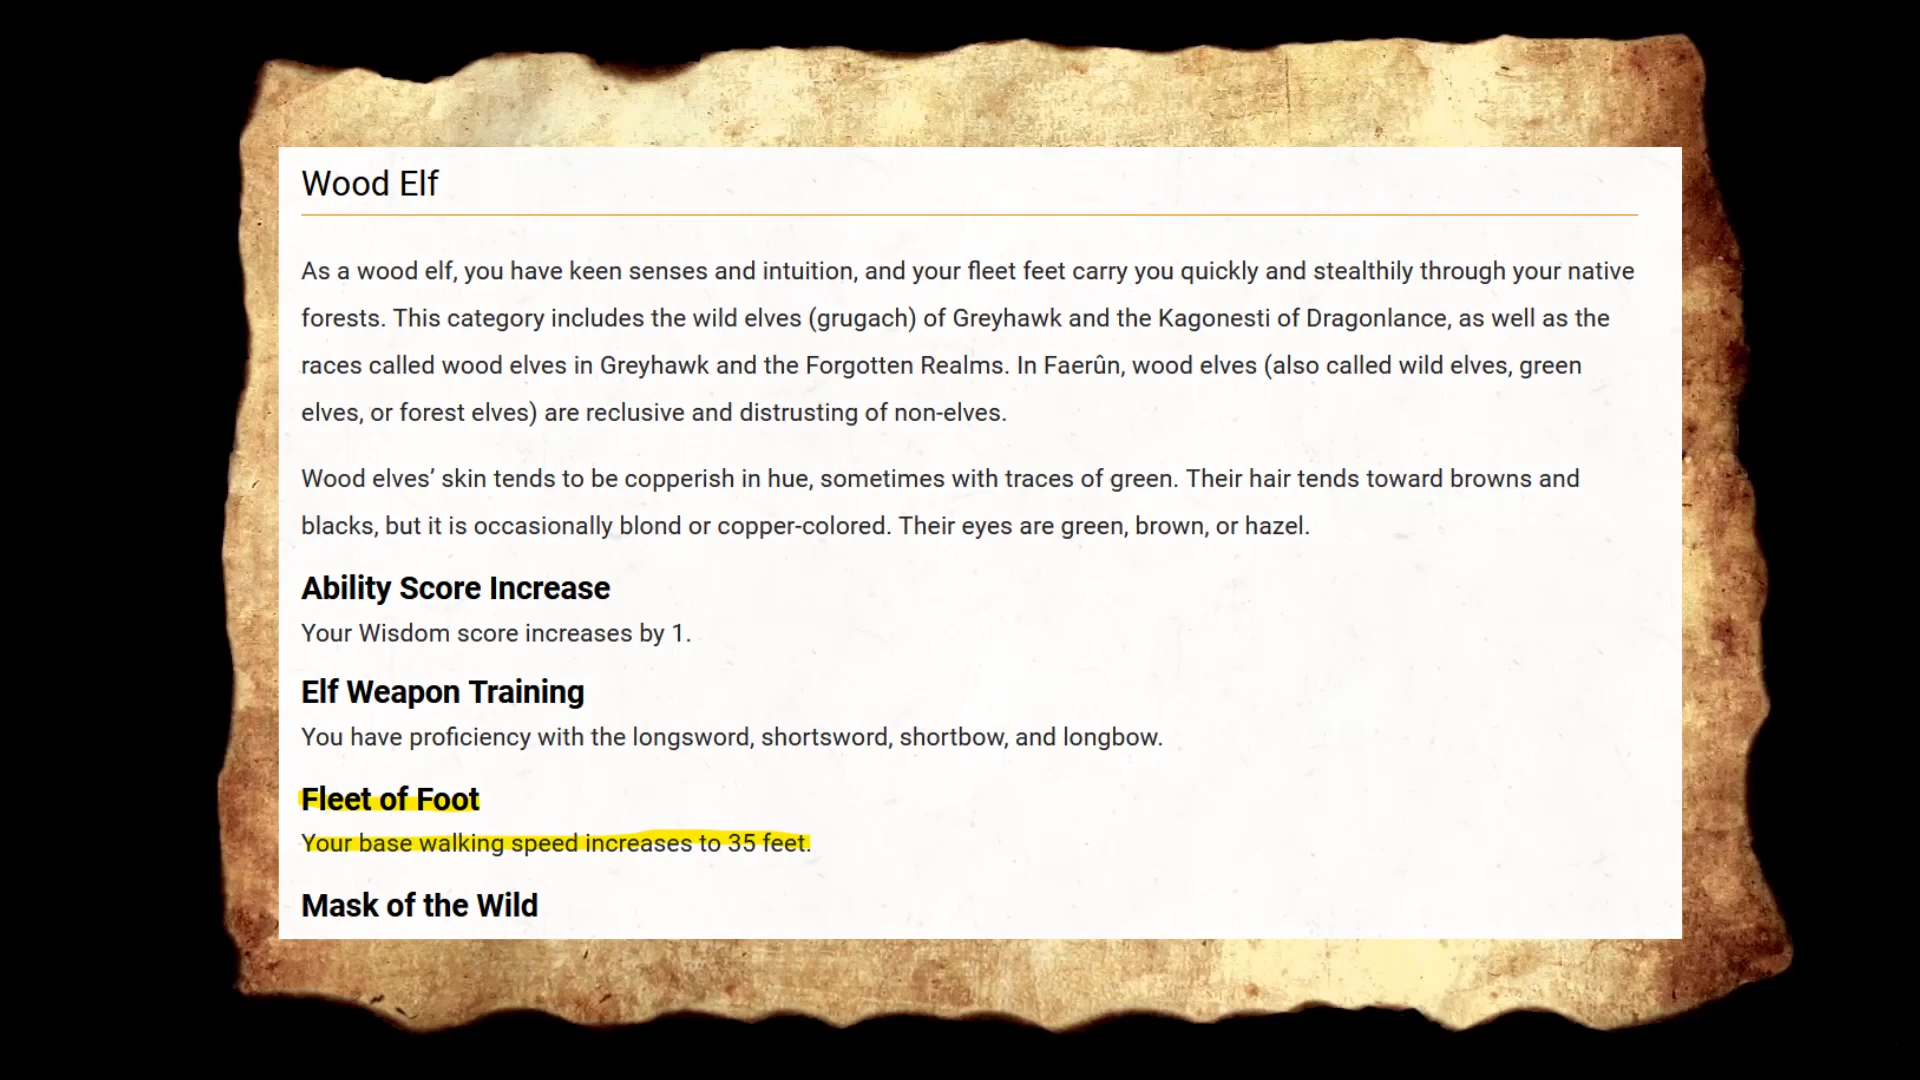 Wood Elf
As a wood elf, you have keen senses and intuition, and your fleet feet carry you quickly and stealthily through your native
forests. This category includes the wild elves (grugach) of Greyhawk and the Kagonesti of Dragonlance, as well as the
races called wood elves in Greyhawk and the Forgotten Realms. In Faerûn, wood elves (also called wild elves, green
elves, or forest elves) are reclusive and distrusting of non-elves.
Wood elves’ skin tends to be copperish in hue, sometimes with traces of green. Their hair tends toward browns and
blacks, but it is occasionally blond or copper-colored. Their eyes are green, brown, or hazel.
Ability Score Increase
Your Wisdom score increases by 1.
Elf Weapon Training
You have proficiency with the longsword, shortsword, shortbow, and longbow.
Fleet of Foot
Your base walking speed increases to 35 feet.
Mask of the Wild